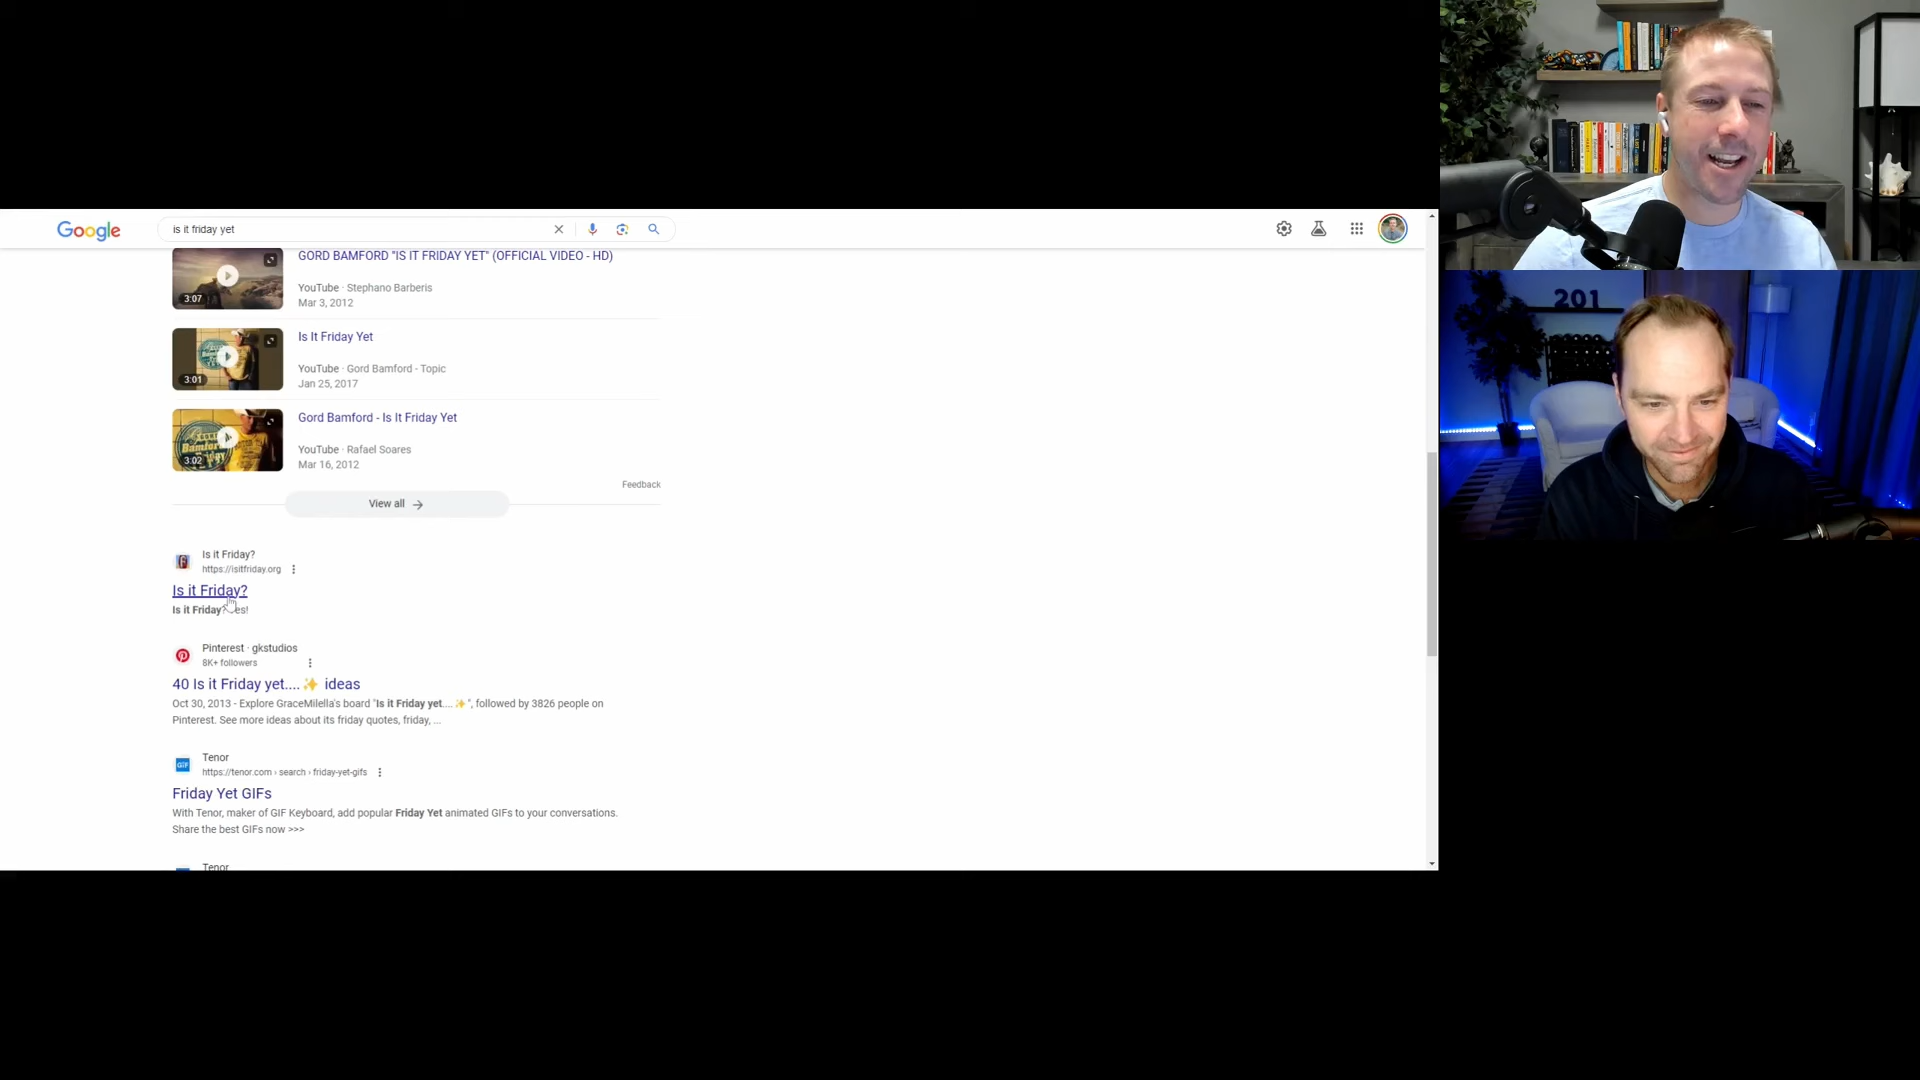 Google
is it friday yet
GORD BAMFORD "IS IT FRIDAY YET" (OFFICIAL VIDEO - HD)
3:07
YouTube · Stephano Barberis
Mar 3, 2012
Is It Friday Yet
3:01
YouTube · Gord Bamford - Topic
Jan 25, 2017
Gord Bamford - Is It Friday Yet
3:02
YouTube · Rafael Soares
Mar 16, 2012
Feedback
View all
Is it Friday?
https://isitfriday.org
Is it Friday?
Is it Friday
Pinterest · gkstudios
8K+ followers
40 Is it Friday yet....✨ ideas
Oct 30, 2013 - Explore GraceMilella's board "Is it Friday yet....✨", followed by 3826 people on
Pinterest. See more ideas about its friday quotes, friday, ...
GIF
Tenor
https://tenor.com › search › friday-yet-gifs
Friday Yet GIFs
With Tenor, maker of GIF Keyboard, add popular Friday Yet animated GIFs to your conversations.
Share the best GIFs now >>>
Tenor
201